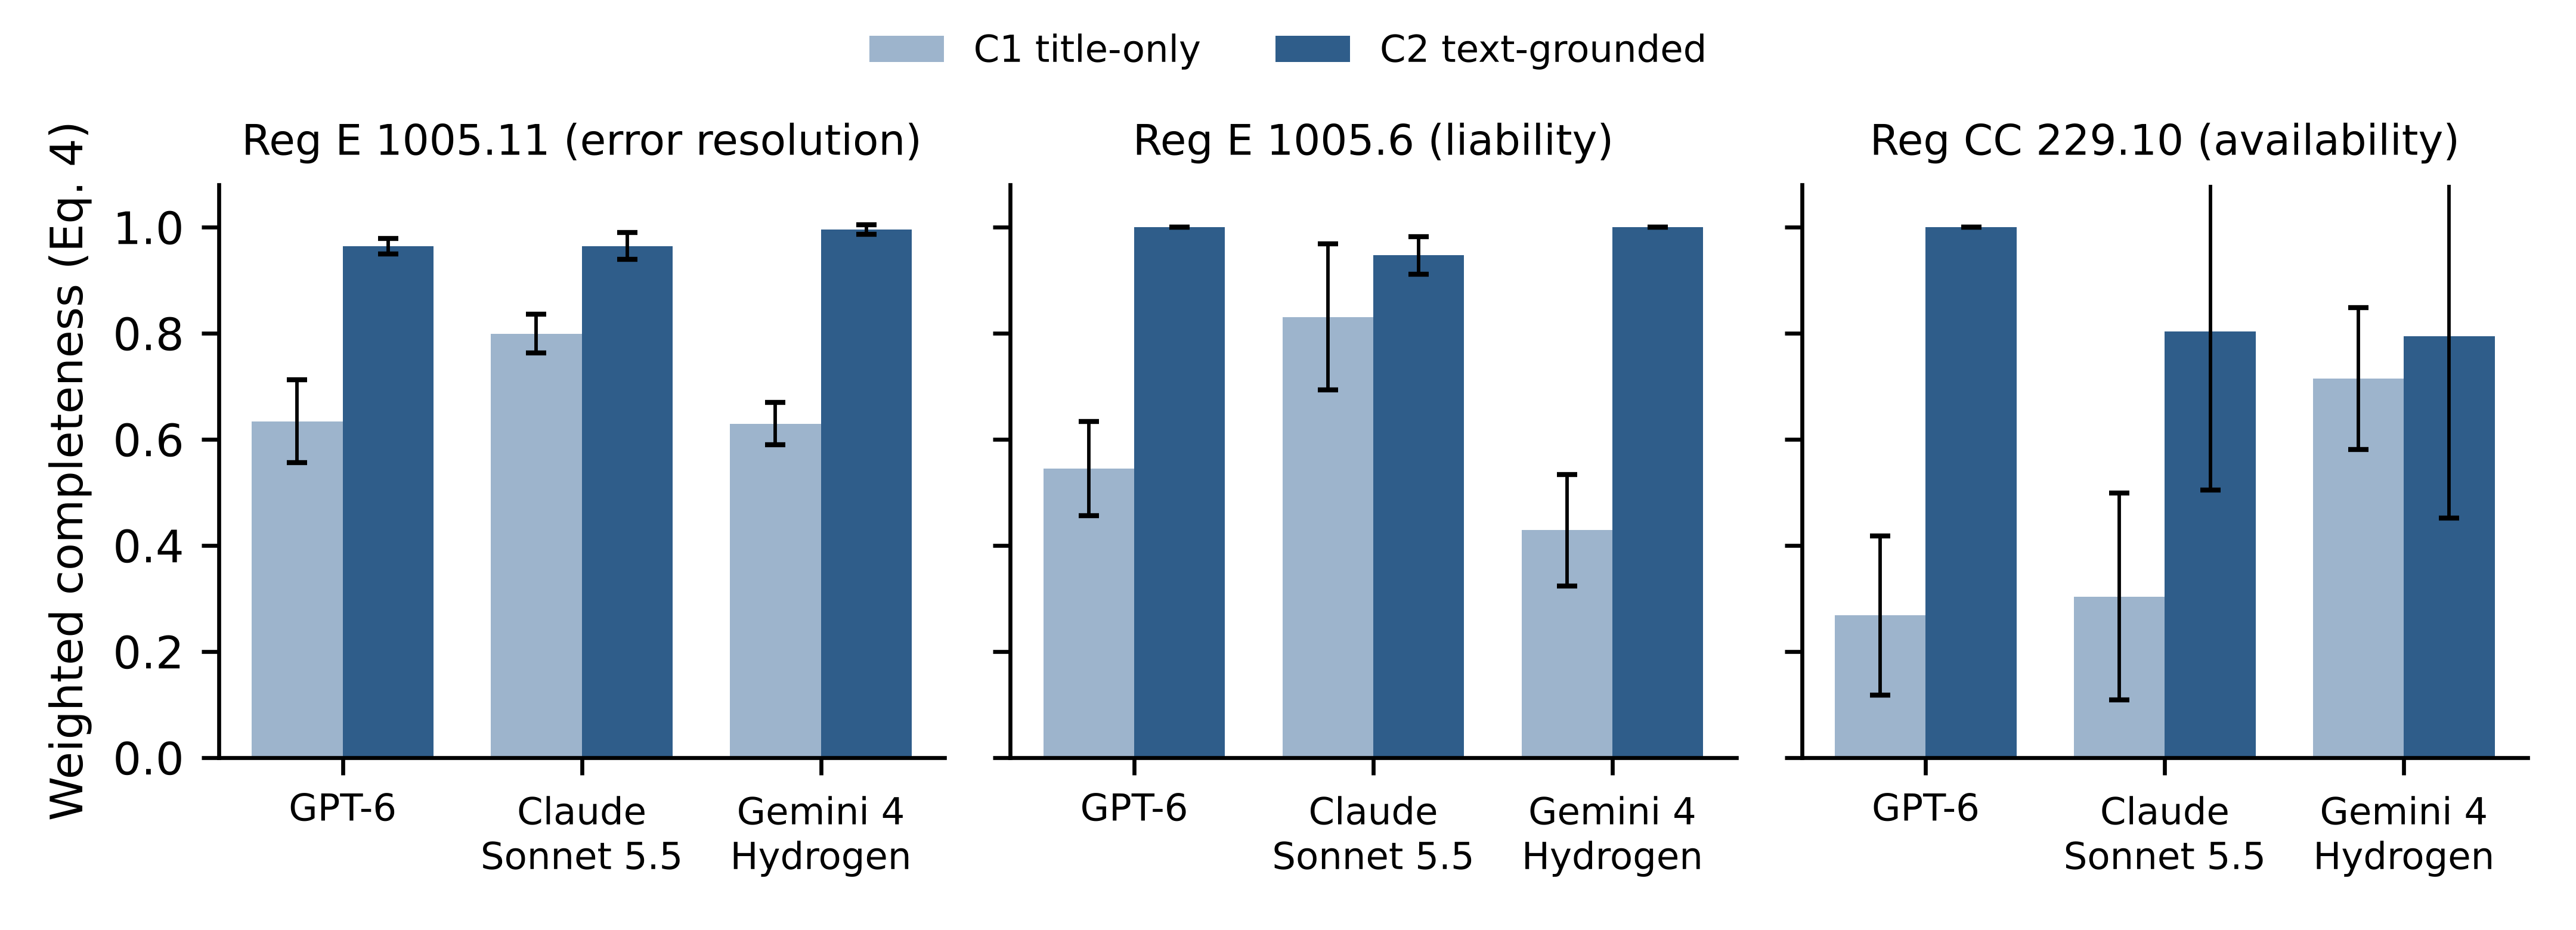 C1 title-only
C2 text-grounded
Weighted completeness (Eq. 4)
Reg E 1005.11 (error resolution)
1.0
0.8
0.6
0.4
0.2
0.0
GPT-6
Claude
Sonnet 5.5
Gemini 4
Hydrogen
Reg E 1005.6 (liability)
GPT-6
Claude
Sonnet 5.5
Gemini 4
Hydrogen
Reg CC 229.10 (availability)
GPT-6
Claude
Sonnet 5.5
Gemini 4
Hydrogen